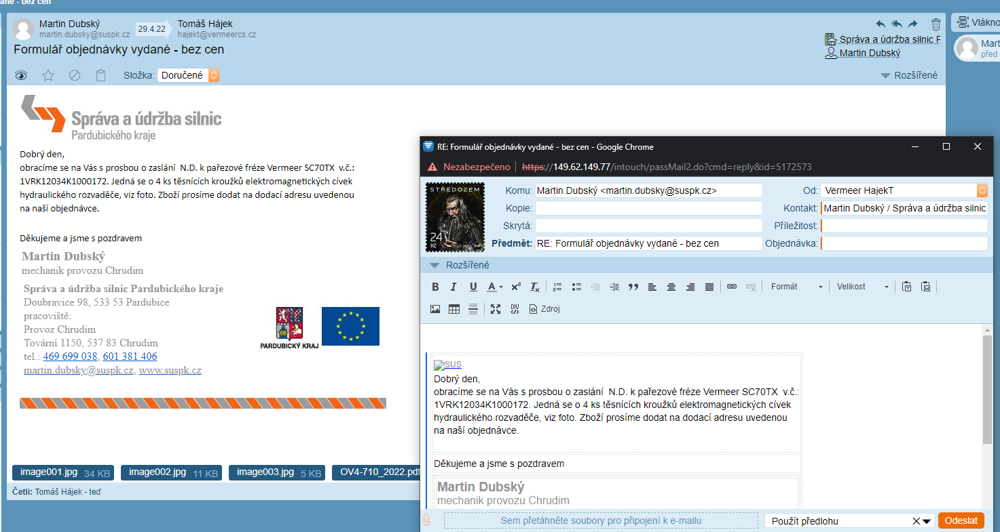 ané - bez cen
Martin Dubský
martin.dubsky@suspk.cz
29.4.22
Tomáš Hájek
hajekt@vermeercs.cz
Formulář objednávky vydané - bez cen
Správa a údržba silnic P
Martin Dubský
Složka: Doručené
Rozšířené
Vlákno
Mart
před
Správa a údržba silnic
Pardubického kraje
Dobrý den,
obracíme se na Vás s prosbou o zaslání  N.D. k pařezové fréze Vermeer SC70TX  v.č.:
1VRK12034K1000172. Jedná se o 4 ks těsnících kroužků elektromagnetických cívek
hydraulického rozvaděče, viz foto. Zboží prosíme dodat na dodací adresu uvedenou
na naší objednávce.
Děkujeme a jsme s pozdravem
Martin Dubský
mechanik provozu Chrudim
Správa a údržba silnic Pardubického kraje
Doubravice 98, 533 53 Pardubice
pracoviště:
Provoz Chrudim
Tovární 1150, 537 83 Chrudim
tel.: 469 699 038, 601 381 406
martin.dubsky@suspk.cz, www.suspk.cz
PARDUBICKÝ KRAJ
image001.jpg 34 KB
image002.jpg 11 KB
image003.jpg 5 KB
OV4-710_2022.pdf
Četli: Tomáš Hájek - teď
RE: Formulář objednávky vydané - bez cen - Google Chrome
Nezabezpečeno | https://149.62.149.77/intouch/passMail2.do?cmd=reply&id=5172573
STŘEDOZEM
24
Kč
Komu: Martin Dubský <martin.dubsky@suspk.cz>
Od: Vermeer HajekT
Kopie:
Kontakt: Martin Dubský / Správa a údržba silnic
Skrytá:
Příležitost:
Předmět: RE: Formulář objednávky vydané - bez cen
Objednávka:
Rozšířené
B I U A x² Tx
Formát
Velikost
DIV
Zdroj
SUS
Dobrý den,
obracíme se na Vás s prosbou o zaslání  N.D. k pařezové fréze Vermeer SC70TX  v.č.:
1VRK12034K1000172. Jedná se o 4 ks těsnících kroužků elektromagnetických cívek
hydraulického rozvaděče, viz foto. Zboží prosíme dodat na dodací adresu uvedenou
na naší objednávce.
Děkujeme a jsme s pozdravem
Martin Dubský
mechanik provozu Chrudim
Sem přetáhněte soubory pro připojení k e-mailu
Použít předlohu
Odeslat